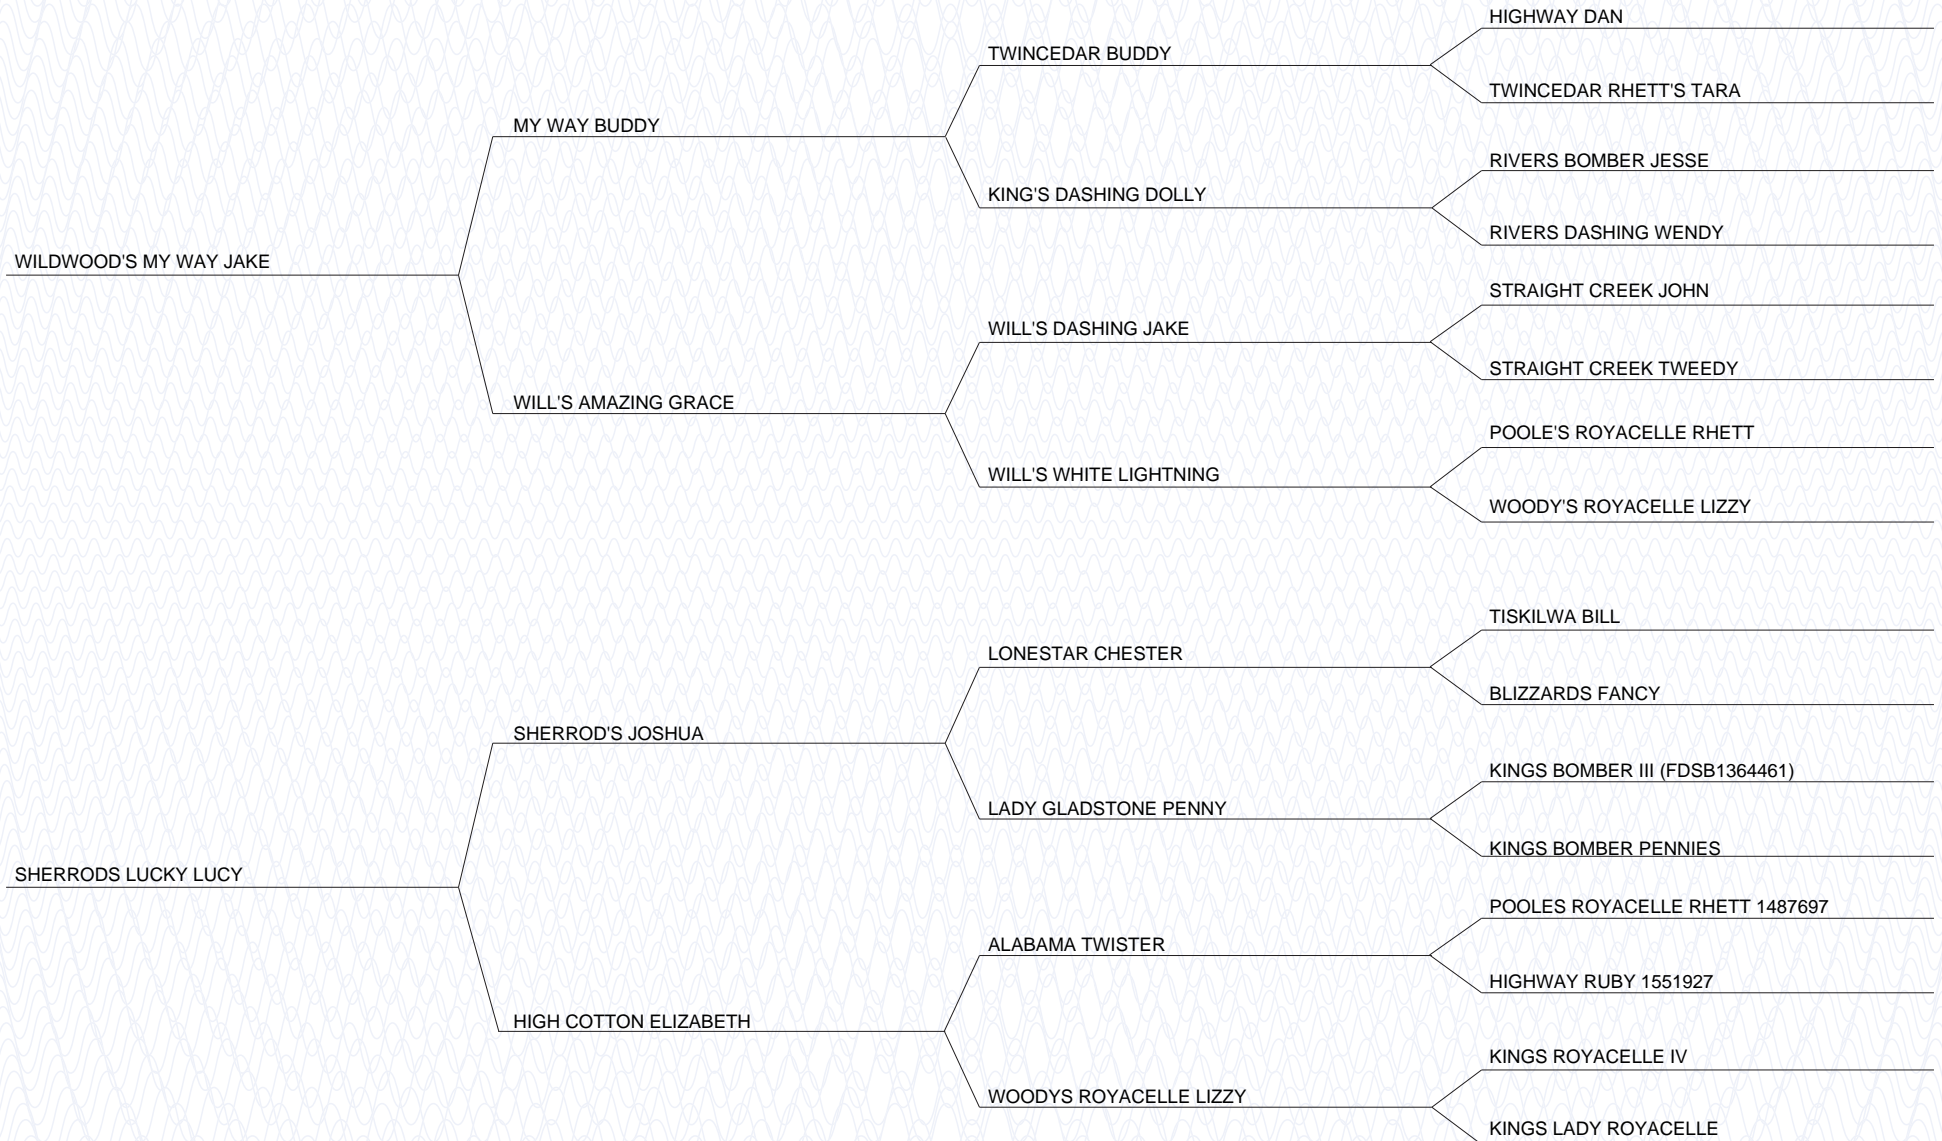 HIGHWAY DAN
TWINCEDAR BUDDY
TWINCEDAR RHETT'S TARA
MY WAY BUDDY
RIVERS BOMBER JESSE
KING'S DASHING DOLLY
RIVERS DASHING WENDY
WILDWOOD'S MY WAY JAKE
STRAIGHT CREEK JOHN
WILL'S DASHING JAKE
STRAIGHT CREEK TWEEDY
WILL'S AMAZING GRACE
POOLE'S ROYACELLE RHETT
WILL'S WHITE LIGHTNING
WOODY'S ROYACELLE LIZZY
TISKILWA BILL
LONESTAR CHESTER
BLIZZARDS FANCY
SHERROD'S JOSHUA
KINGS BOMBER III (FDSB1364461)
LADY GLADSTONE PENNY
KINGS BOMBER PENNIES
SHERRODS LUCKY LUCY
POOLES ROYACELLE RHETT 1487697
ALABAMA TWISTER
HIGHWAY RUBY 1551927
HIGH COTTON ELIZABETH
KINGS ROYACELLE IV
WOODYS ROYACELLE LIZZY
KINGS LADY ROYACELLE